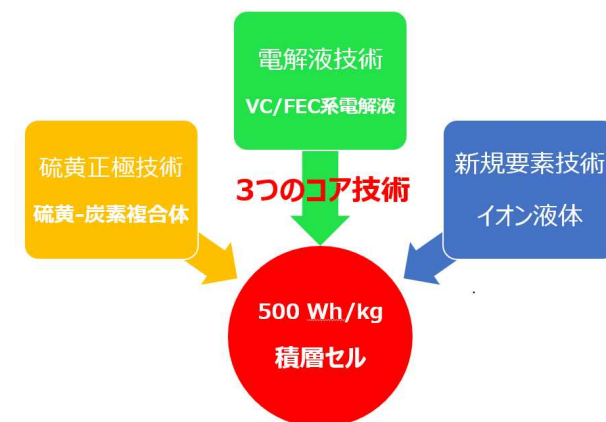 電解液技術
VC/FEC系電解液
硫黄正極技術
硫黄-炭素複合体
3つのコア技術
新規要素技術
イオン液体
500 Wh/kg
積層セル